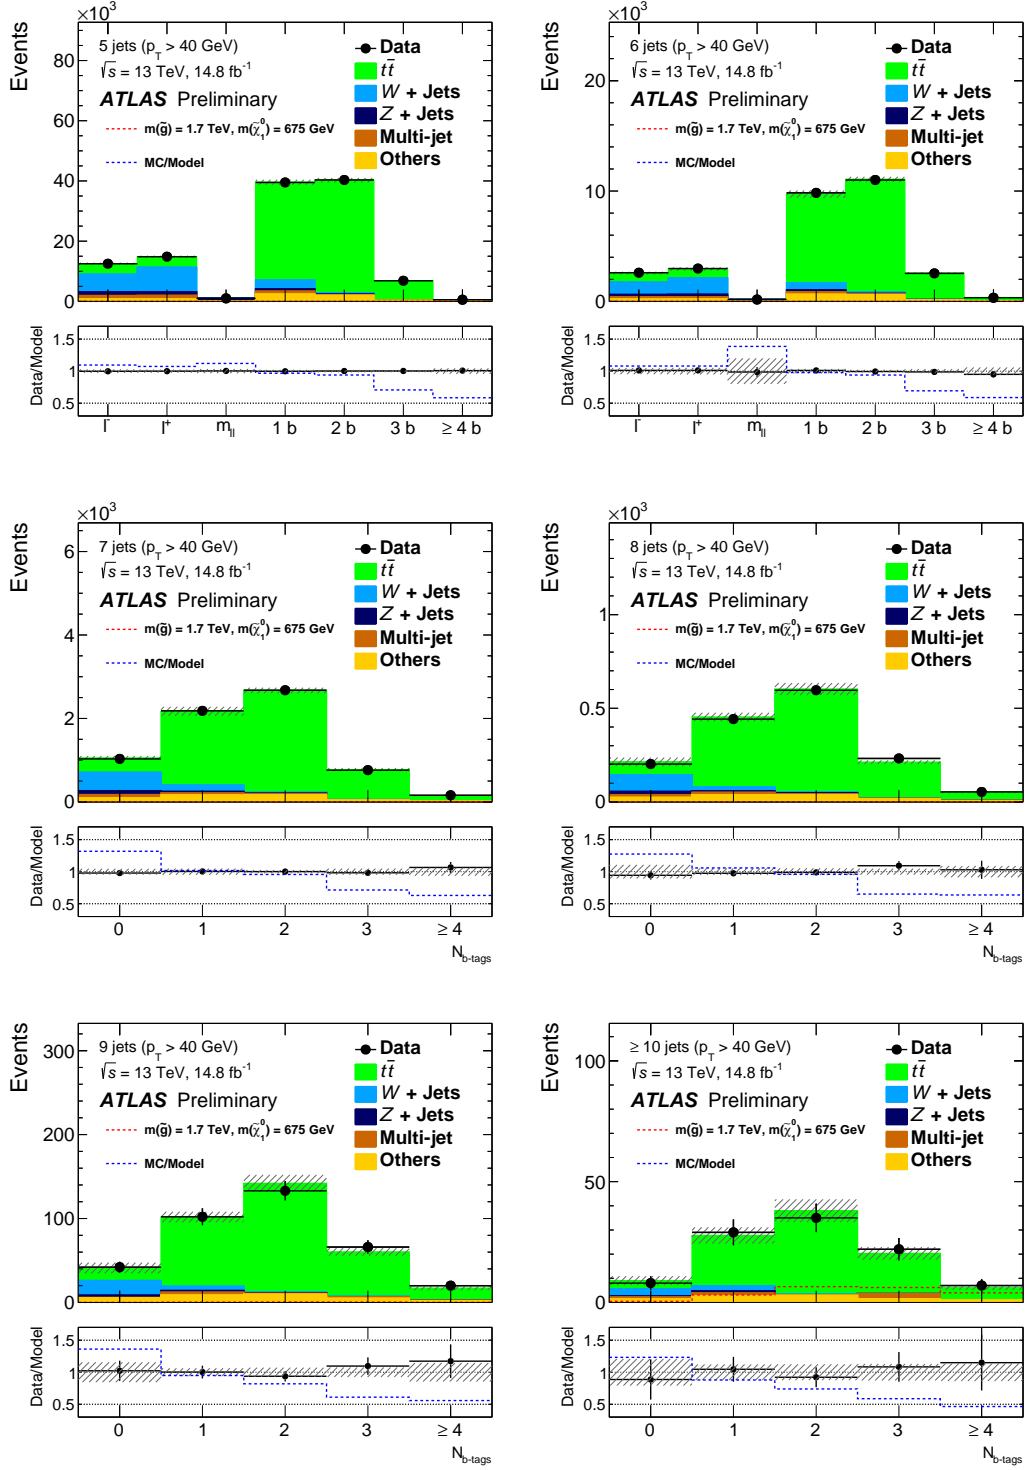 ×10³
Events
80
60
40
20
0
5 jets (p_T > 40 GeV)
√s = 13 TeV, 14.8 fb⁻¹
ATLAS Preliminary
m(g̃) = 1.7 TeV, m(χ̃₁⁰) = 675 GeV
MC/Model
Data
tt̄
W + Jets
Z + Jets
Multi-jet
Others
Data/Model
1.5
1
0.5
l⁻ l⁺ m_ll 1 b 2 b 3 b ≥ 4 b
×10³
Events
20
10
0
6 jets (p_T > 40 GeV)
√s = 13 TeV, 14.8 fb⁻¹
ATLAS Preliminary
m(g̃) = 1.7 TeV, m(χ̃₁⁰) = 675 GeV
MC/Model
Data
tt̄
W + Jets
Z + Jets
Multi-jet
Others
Data/Model
1.5
1
0.5
l⁻ l⁺ m_ll 1 b 2 b 3 b ≥ 4 b
×10³
Events
6
4
2
0
7 jets (p_T > 40 GeV)
√s = 13 TeV, 14.8 fb⁻¹
ATLAS Preliminary
m(g̃) = 1.7 TeV, m(χ̃₁⁰) = 675 GeV
MC/Model
Data
tt̄
W + Jets
Z + Jets
Multi-jet
Others
Data/Model
1.5
1
0.5
0 1 2 3 ≥ 4
N_b-tags
×10³
Events
1
0.5
0
8 jets (p_T > 40 GeV)
√s = 13 TeV, 14.8 fb⁻¹
ATLAS Preliminary
m(g̃) = 1.7 TeV, m(χ̃₁⁰) = 675 GeV
MC/Model
Data
tt̄
W + Jets
Z + Jets
Multi-jet
Others
Data/Model
1.5
1
0.5
0 1 2 3 ≥ 4
N_b-tags
Events
300
200
100
0
9 jets (p_T > 40 GeV)
√s = 13 TeV, 14.8 fb⁻¹
ATLAS Preliminary
m(g̃) = 1.7 TeV, m(χ̃₁⁰) = 675 GeV
MC/Model
Data
tt̄
W + Jets
Z + Jets
Multi-jet
Others
Data/Model
1.5
1
0.5
0 1 2 3 ≥ 4
N_b-tags
Events
100
50
0
≥ 10 jets (p_T > 40 GeV)
√s = 13 TeV, 14.8 fb⁻¹
ATLAS Preliminary
m(g̃) = 1.7 TeV, m(χ̃₁⁰) = 675 GeV
MC/Model
Data
tt̄
W + Jets
Z + Jets
Multi-jet
Others
Data/Model
1.5
1
0.5
0 1 2 3 ≥ 4
N_b-tags